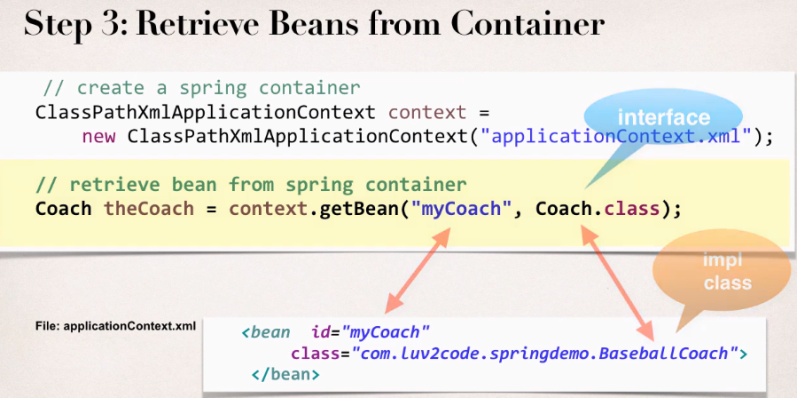 Step 3: Retrieve Beans from Container
// create a spring container
ClassPathXmlApplicationContext context =
new ClassPathXmlApplicationContext("applicationContext.xml");
interface
// retrieve bean from spring container
Coach theCoach = context.getBean("myCoach", Coach.class);
impl
class
File: applicationContext.xml
<bean id="myCoach"
class="com.luv2code.springdemo.BaseballCoach">
</bean>